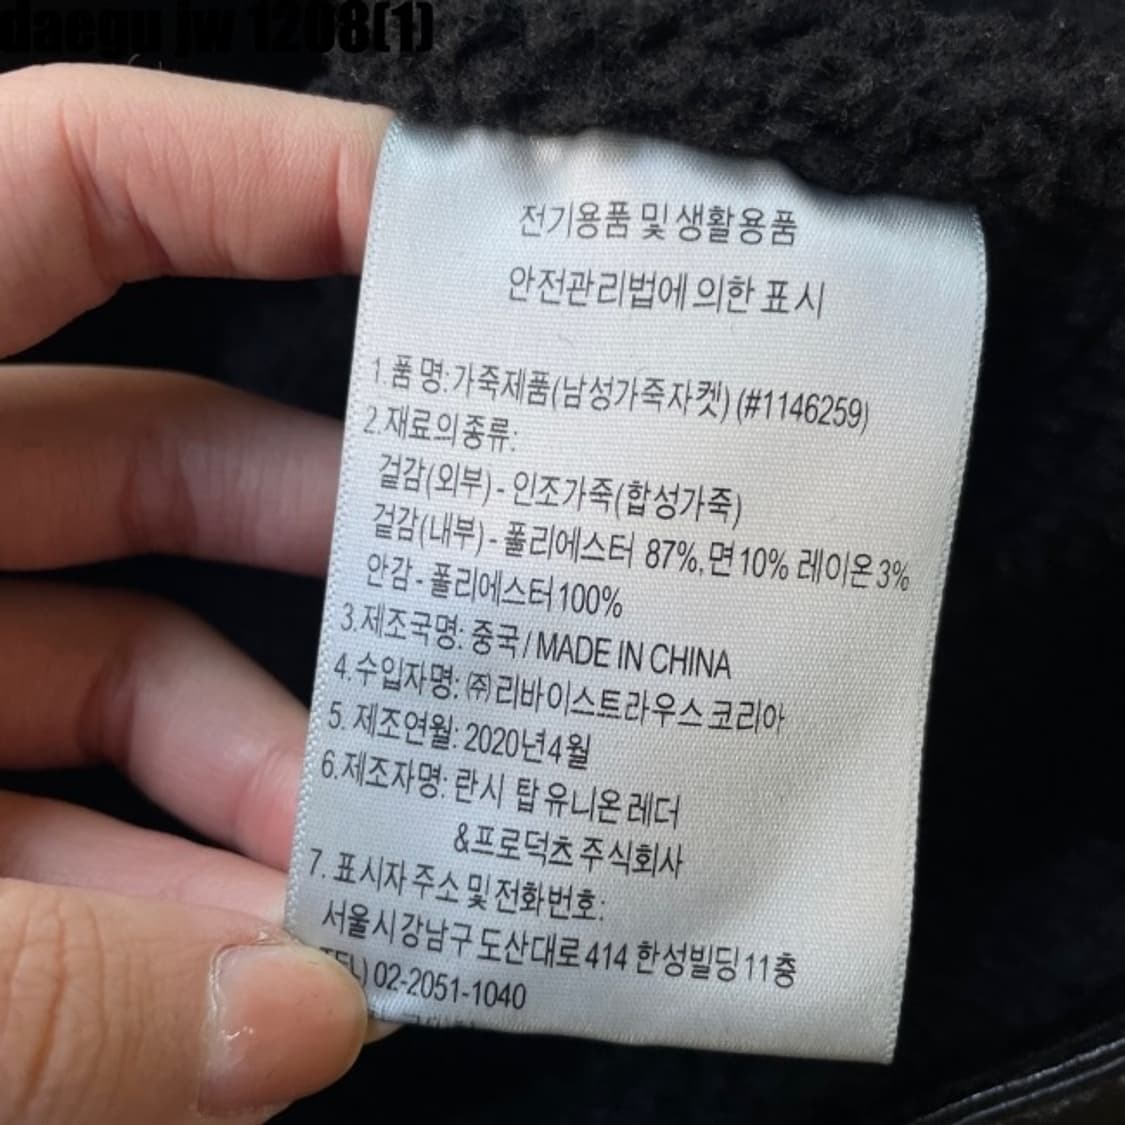 daegu jw 1208(1)
전기용품 및 생활용품
안전관리법에 의한 표시
1.품 명: 가죽제품(남성가죽자켓) (#1146259)
2.재료의종류:
겉감(외부) - 인조가죽(합성가죽)
겉감(내부) - 폴리에스터 87%, 면10% 레이온3%
안감 - 폴리에스터100%
3.제조국명: 중국 / MADE IN CHINA
4.수입자명: ㈜리바이스트라우스 코리아
5. 제조연월: 2020년4월
6.제조자명: 란시 탑 유니온 레더
&프로덕츠 주식회사
7. 표시자 주소 및 전화번호:
서울시 강남구 도산대로 414 한성빌딩 11층
TEL) 02-2051-1040